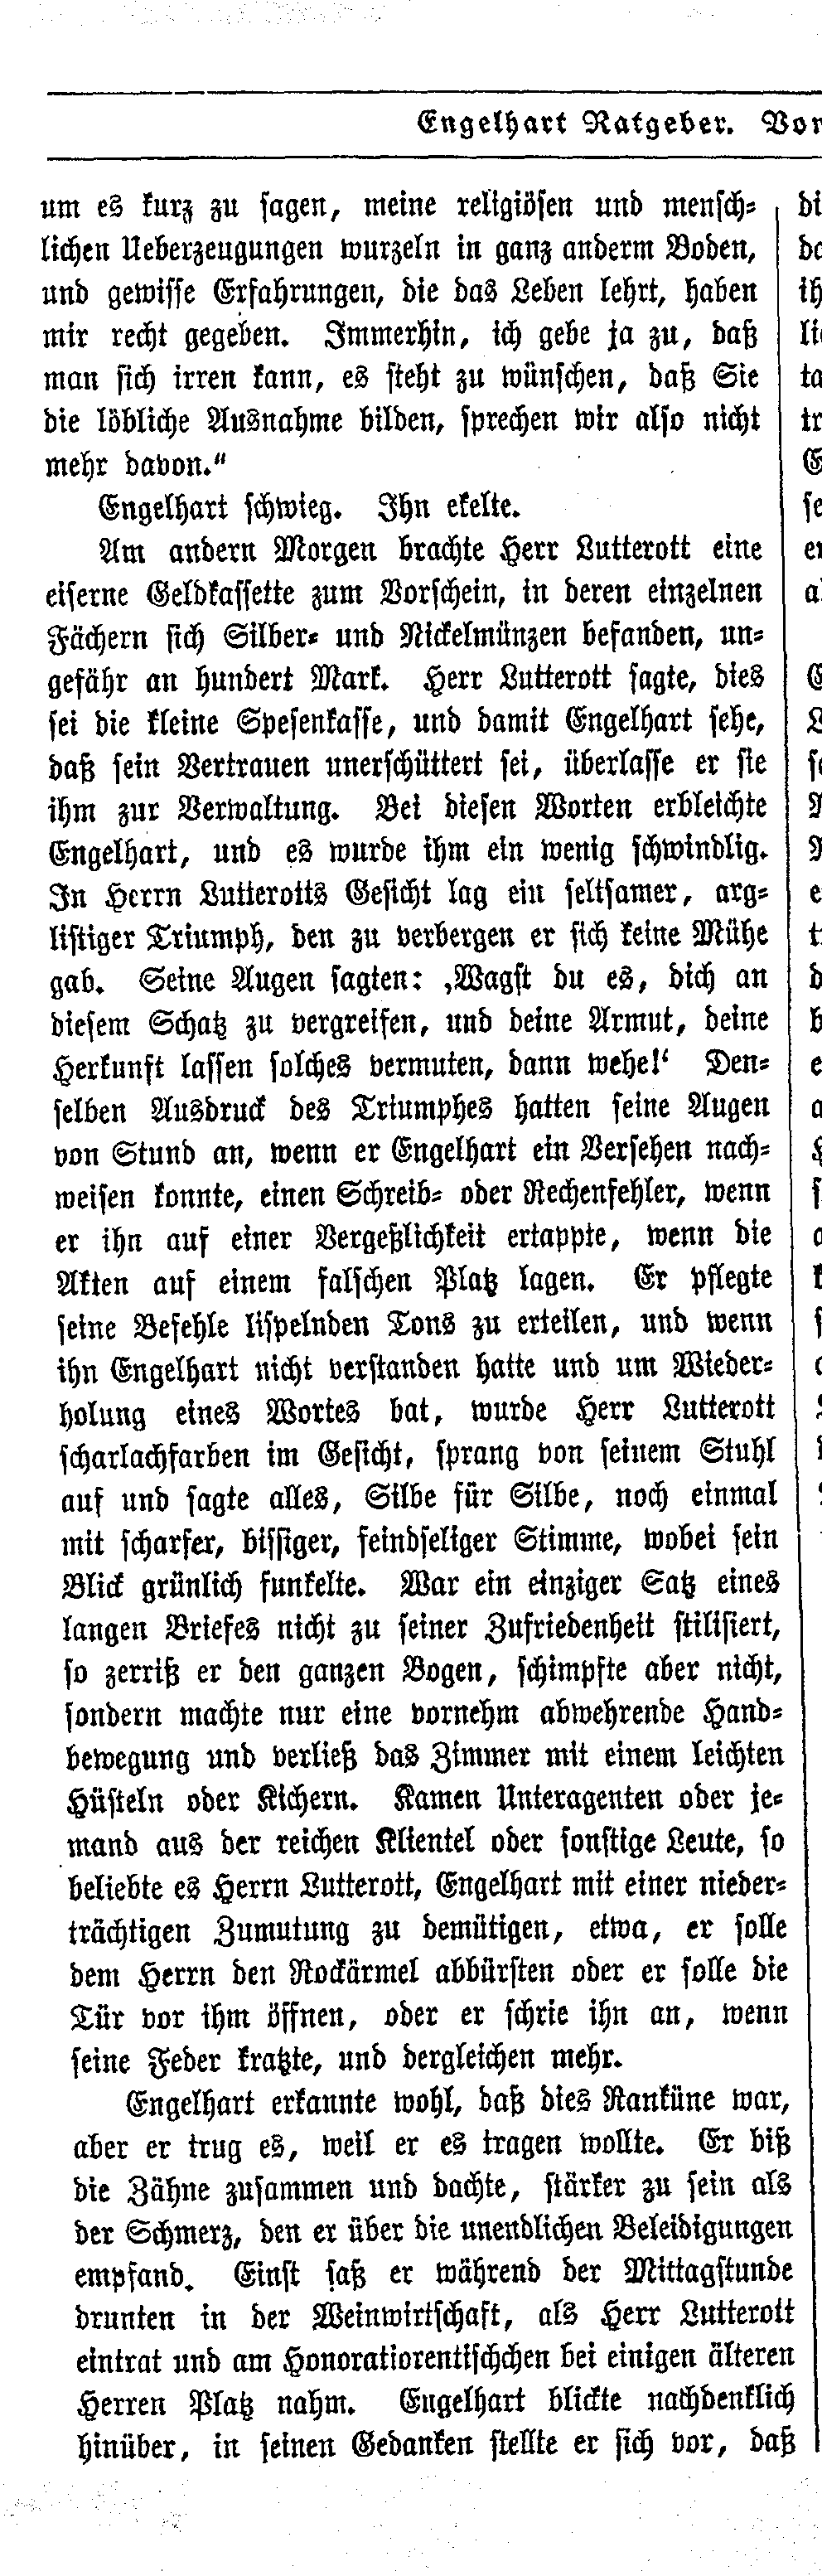 Engelhart Ratgeber. Vor
um es kurz zu sagen, meine religiösen und mensch-
lichen Ueberzeugungen wurzeln in ganz anderm Boden,
und gewisse Erfahrungen, die das Leben lehrt, haben
mir recht gegeben. Immerhin, ich gebe ja zu, daß
man sich irren kann, es steht zu wünschen, daß Sie
die löbliche Ausnahme bilden, sprechen wir also nicht
mehr davon.“
Engelhart schwieg. Ihn ekelte.
Am andern Morgen brachte Herr Lutterott eine
eiserne Geldkassette zum Vorschein, in deren einzelnen
Fächern sich Silber- und Nickelmünzen befanden, un-
gefähr an hundert Mark. Herr Lutterott sagte, dies
sei die kleine Spesenkasse, und damit Engelhart sehe,
daß sein Vertrauen unerschüttert sei, überlasse er sie
ihm zur Verwaltung. Bei diesen Worten erbleichte
Engelhart, und es wurde ihm ein wenig schwindlig.
In Herrn Lutterotts Gesicht lag ein seltsamer, arg-
listiger Triumph, den zu verbergen er sich keine Mühe
gab. Seine Augen sagten: ‚Wagst du es, dich an
diesem Schatz zu vergreifen, und deine Armut, deine
Herkunft lassen solches vermuten, dann wehe!‘ Den-
selben Ausdruck des Triumphes hatten seine Augen
von Stund an, wenn er Engelhart ein Versehen nach-
weisen konnte, einen Schreib- oder Rechenfehler, wenn
er ihn auf einer Vergeßlichkeit ertappte, wenn die
Akten auf einem falschen Platz lagen. Er pflegte
seine Befehle lispelnden Tons zu erteilen, und wenn
ihn Engelhart nicht verstanden hatte und um Wieder-
holung eines Wortes bat, wurde Herr Lutterott
scharlachfarben im Gesicht, sprang von seinem Stuhl
auf und sagte alles, Silbe für Silbe, noch einmal
mit scharfer, bissiger, feindseliger Stimme, wobei sein
Blick grünlich funkelte. War ein einziger Satz eines
langen Briefes nicht zu seiner Zufriedenheit stilisiert,
so zerriß er den ganzen Bogen, schimpfte aber nicht,
sondern machte nur eine vornehm abwehrende Hand-
bewegung und verließ das Zimmer mit einem leichten
Hüsteln oder Kichern. Kamen Unteragenten oder je-
mand aus der reichen Klientel oder sonstige Leute, so
beliebte es Herrn Lutterott, Engelhart mit einer nieder-
trächtigen Zumutung zu demütigen, etwa, er solle
dem Herrn den Rockärmel abbürsten oder er solle die
Tür vor ihm öffnen, oder er schrie ihn an, wenn
seine Feder kratzte, und dergleichen mehr.
Engelhart erkannte wohl, daß dies Ranküne war,
aber er trug es, weil er es tragen wollte. Er biß
die Zähne zusammen und dachte, stärker zu sein als
der Schmerz, den er über die unendlichen Beleidigungen
empfand. Einst saß er während der Mittagstunde
drunten in der Weinwirtschaft, als Herr Lutterott
eintrat und am Honoratiorentischchen bei einigen älteren
Herren Platz nahm. Engelhart blickte nachdenklich
hinüber, in seinen Gedanken stellte er sich vor, daß